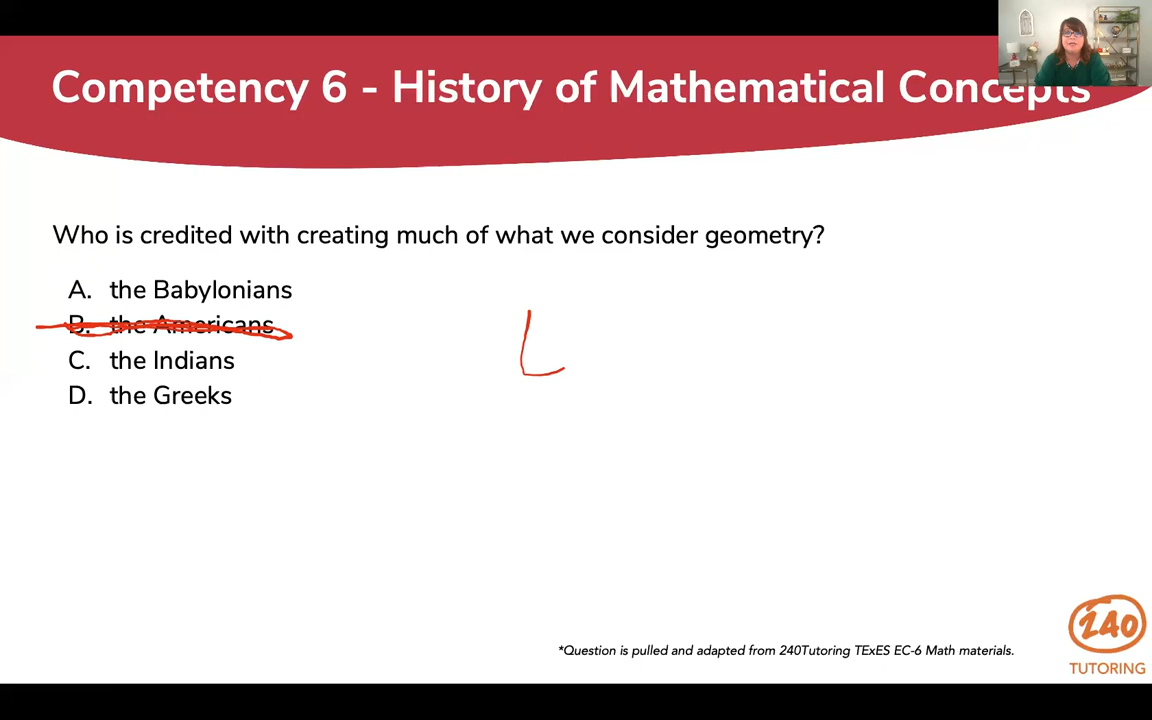 Competency 6 - History of Mathematical Concepts
Who is credited with creating much of what we consider geometry?
A. the Babylonians
B. the Americans
C. the Indians
D. the Greeks
L
*Question is pulled and adapted from 240Tutoring TExES EC-6 Math materials.
240
TUTORING